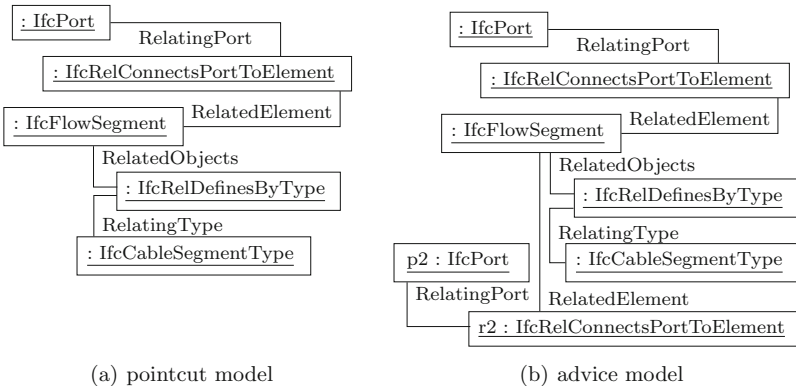 : IfcPort
RelatingPort
: IfcRelConnectsPortToElement
RelatedElement
: IfcFlowSegment
RelatedObjects
: IfcRelDefinesByType
RelatingType
: IfcCableSegmentType
(a) pointcut model
: IfcPort
RelatingPort
: IfcRelConnectsPortToElement
RelatedElement
: IfcFlowSegment
RelatedObjects
: IfcRelDefinesByType
RelatingType
p2 : IfcPort
: IfcCableSegmentType
RelatingPort
RelatedElement
r2 : IfcRelConnectsPortToElement
(b) advice model